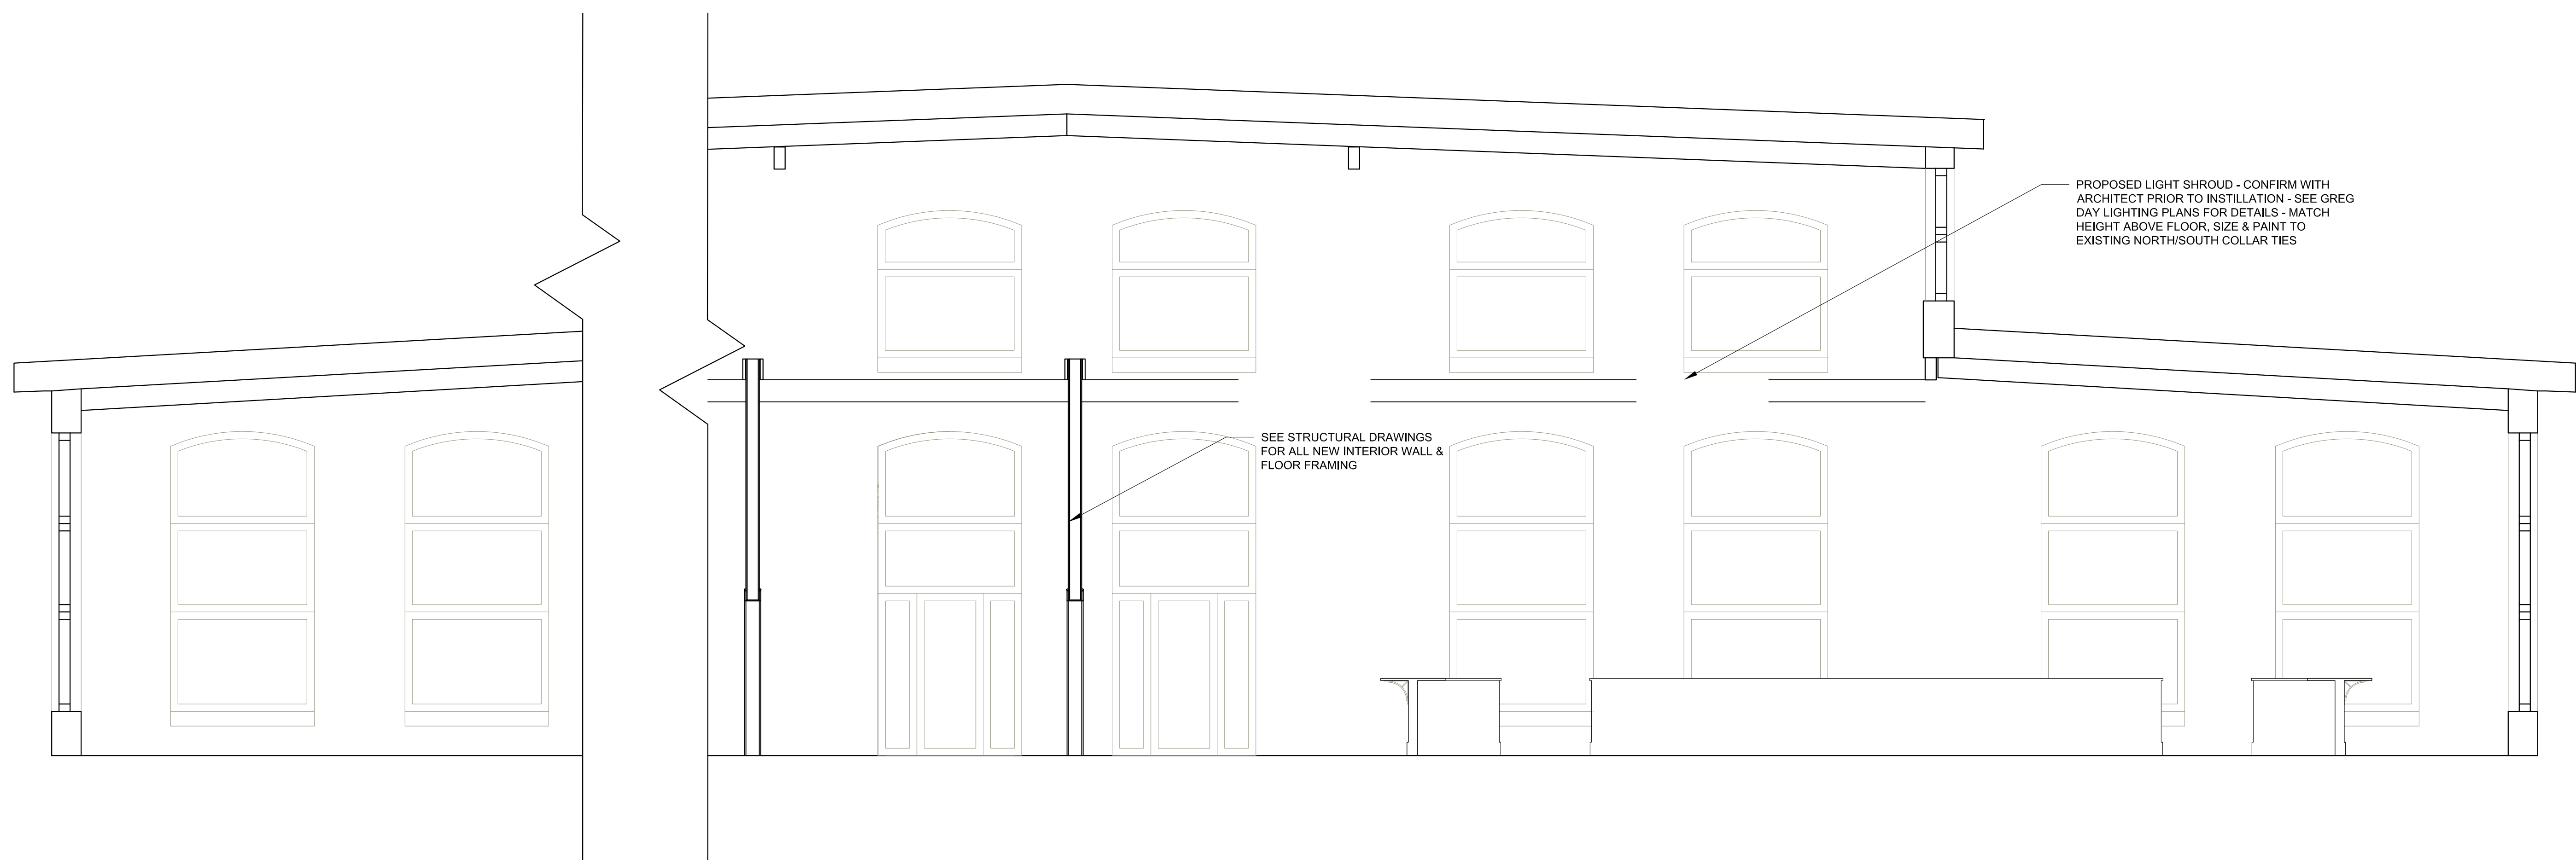 PROPOSED LIGHT SHROUD - CONFIRM WITH
ARCHITECT PRIOR TO INSTILLATION - SEE GREG
DAY LIGHTING PLANS FOR DETAILS - MATCH
HEIGHT ABOVE FLOOR, SIZE & PAINT TO
EXISTING NORTH/SOUTH COLLAR TIES
SEE STRUCTURAL DRAWINGS
FOR ALL NEW INTERIOR WALL &
FLOOR FRAMING